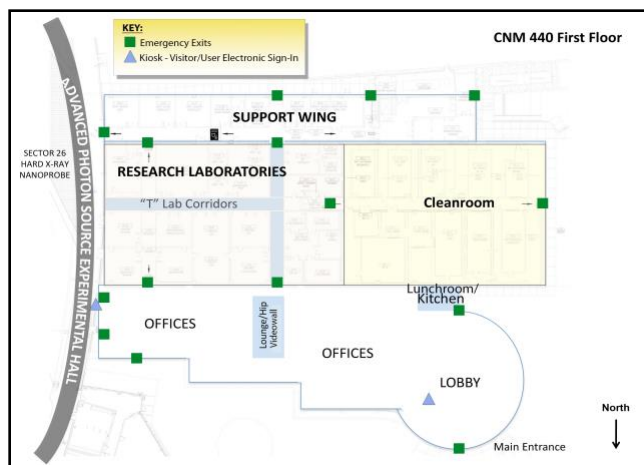 KEY:
Emergency Exits
Kiosk - Visitor/User Electronic Sign-In
CNM 440 First Floor
ADVANCED PHOTON SOURCE EXPERIMENTAL HALL
SECTOR 26
HARD X-RAY
NANOPROBE
SUPPORT WING
RESEARCH LABORATORIES
"T" Lab Corridors
Cleanroom
Lunchroom/
Kitchen
OFFICES
Lounge/Hip
Videowall
OFFICES
LOBBY
North
Main Entrance